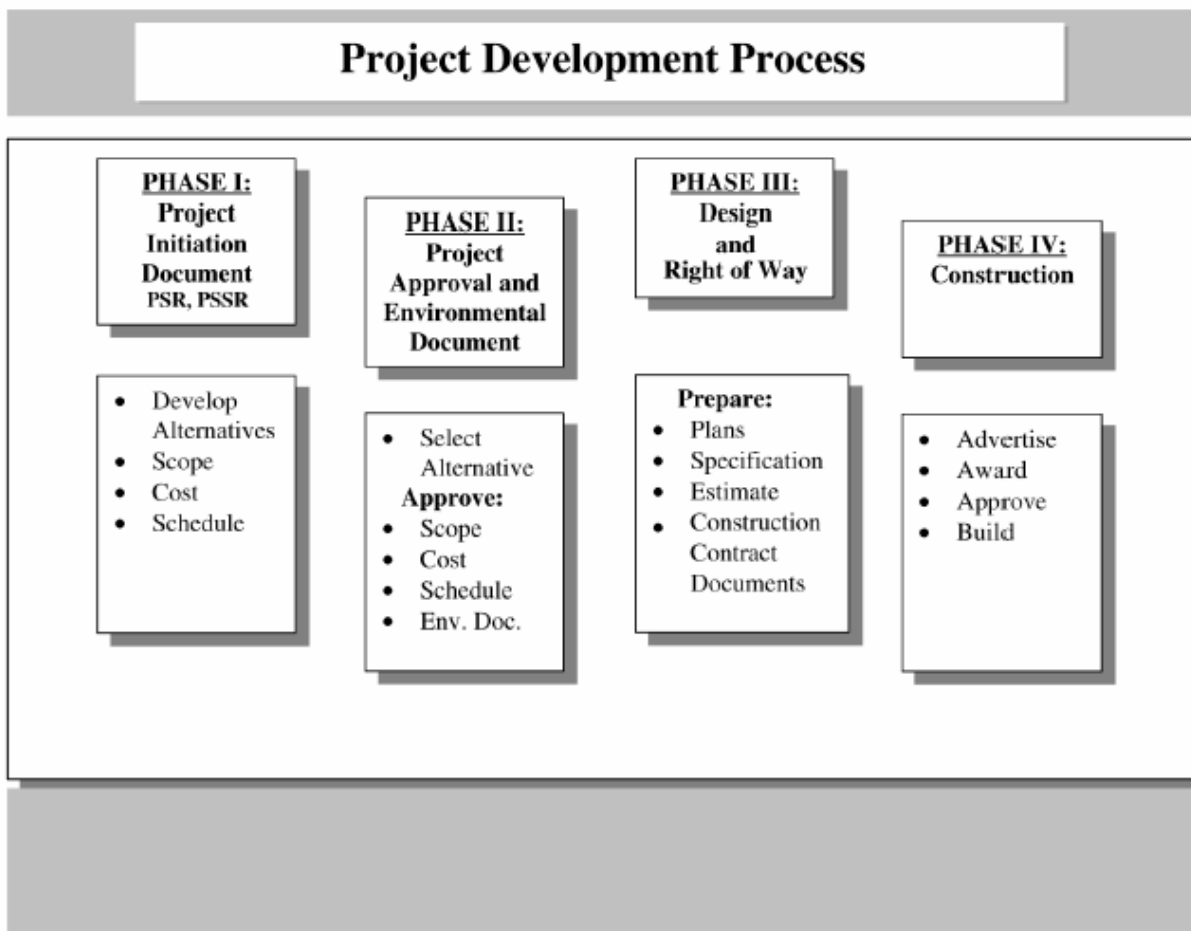 Project Development Process
PHASE I:
Project
Initiation
Document
PSR, PSSR
• Develop
Alternatives
• Scope
• Cost
• Schedule
PHASE II:
Project
Approval and
Environmental
Document
• Select
Alternative
Approve:
• Scope
• Cost
• Schedule
• Env. Doc.
PHASE III:
Design
and
Right of Way
Prepare:
• Plans
• Specification
• Estimate
• Construction
Contract
Documents
PHASE IV:
Construction
• Advertise
• Award
• Approve
• Build